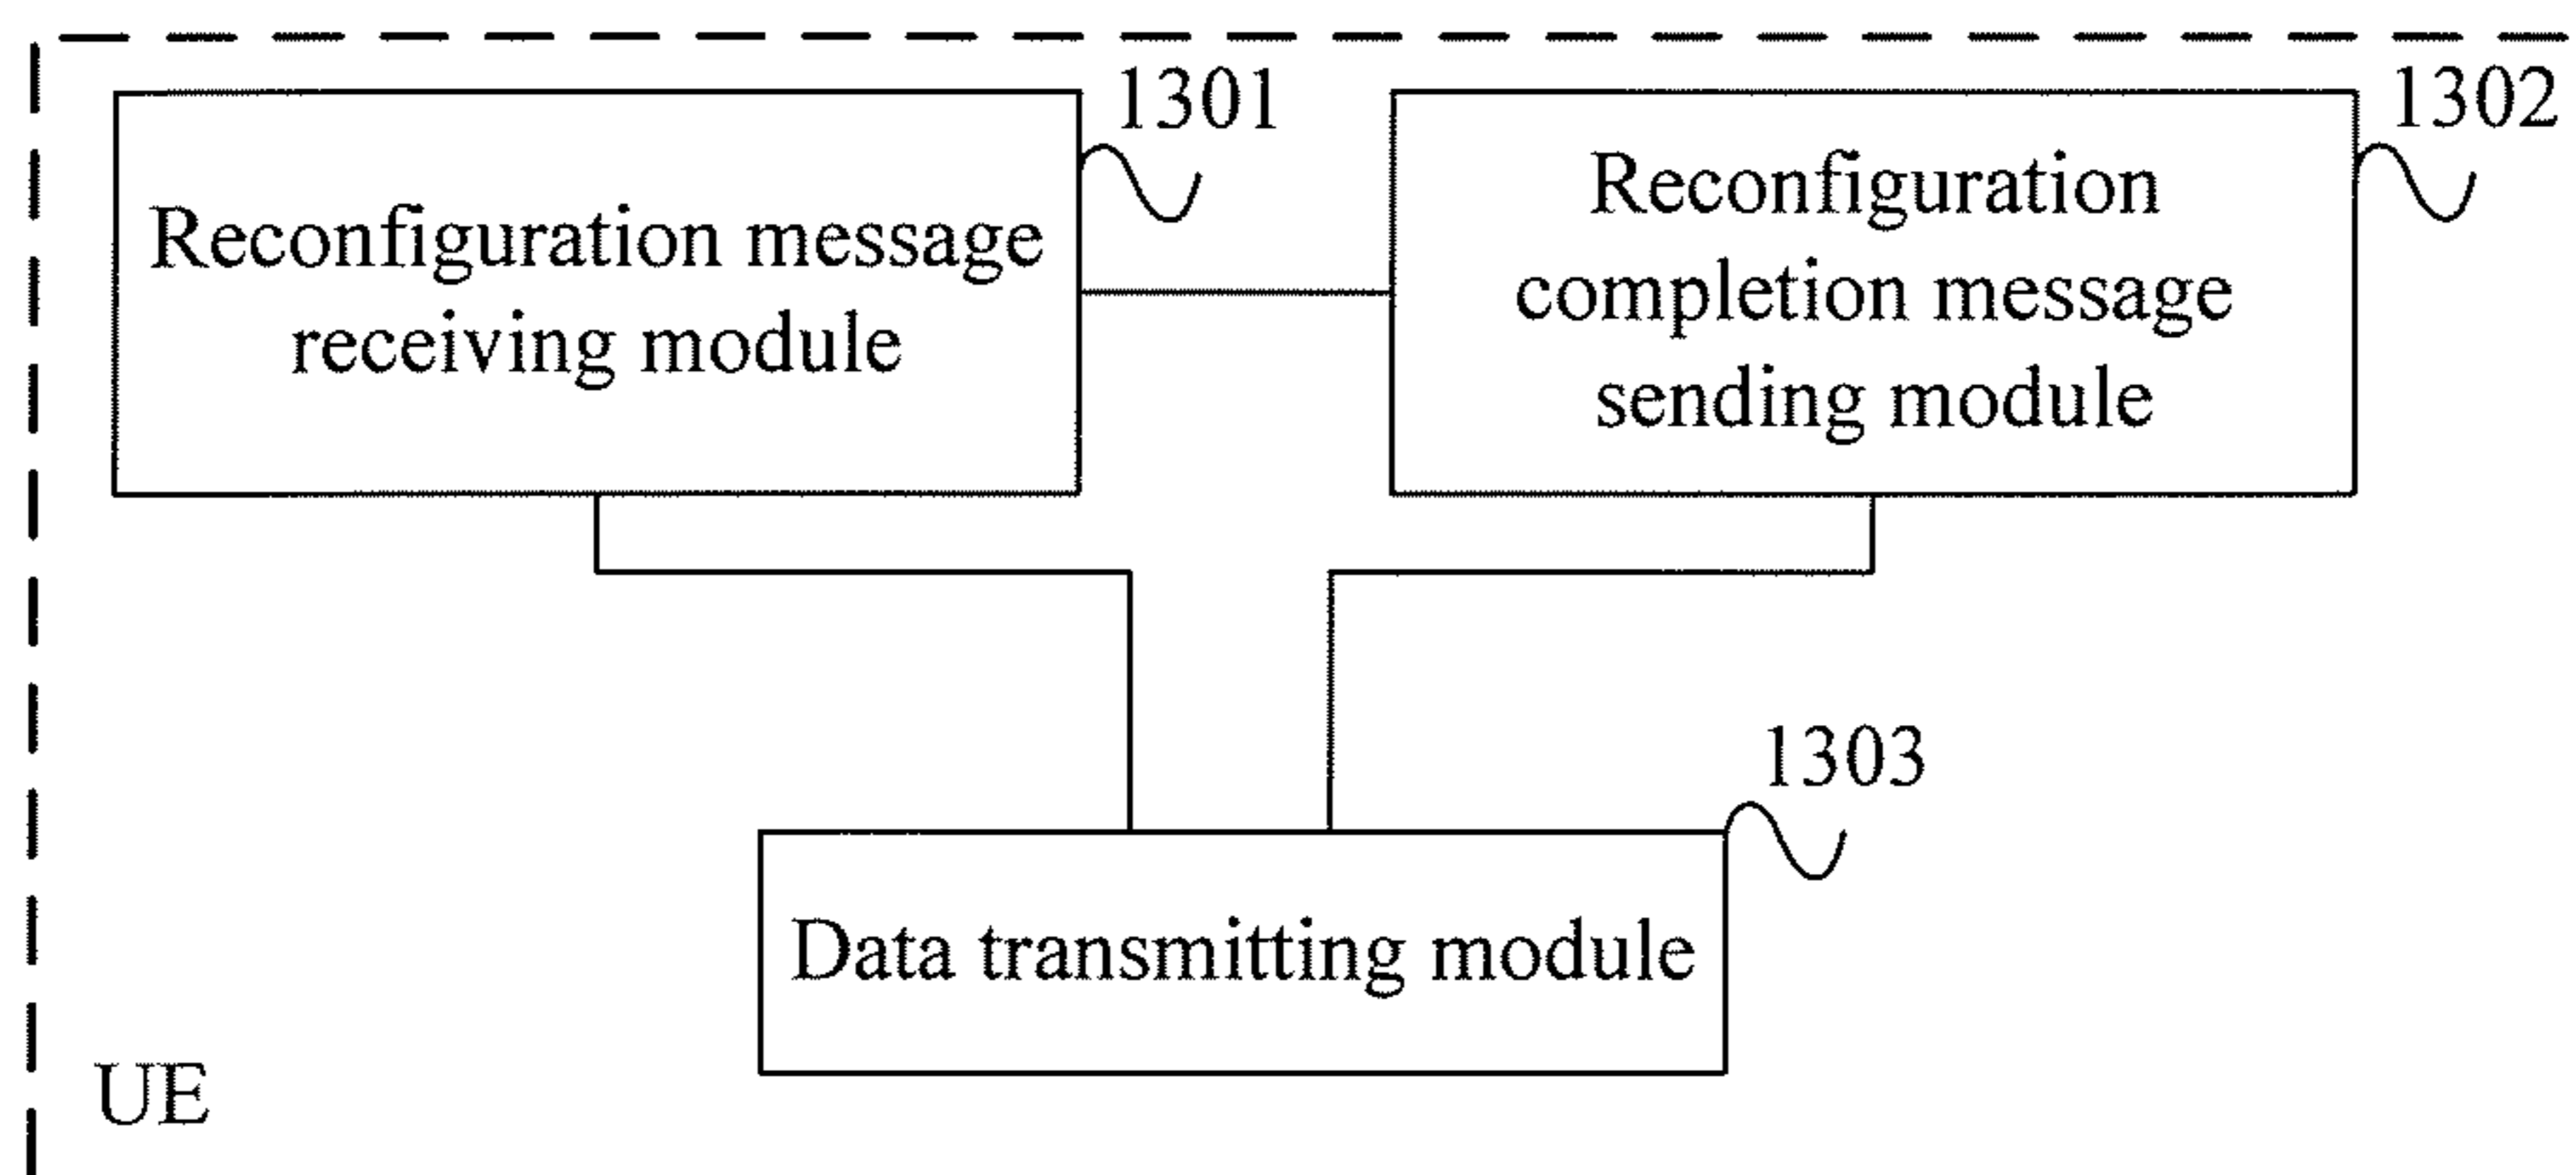 1301
1302
Reconfiguration message
receiving module
Reconfiguration
completion message
sending module
1303
Data transmitting module
UE